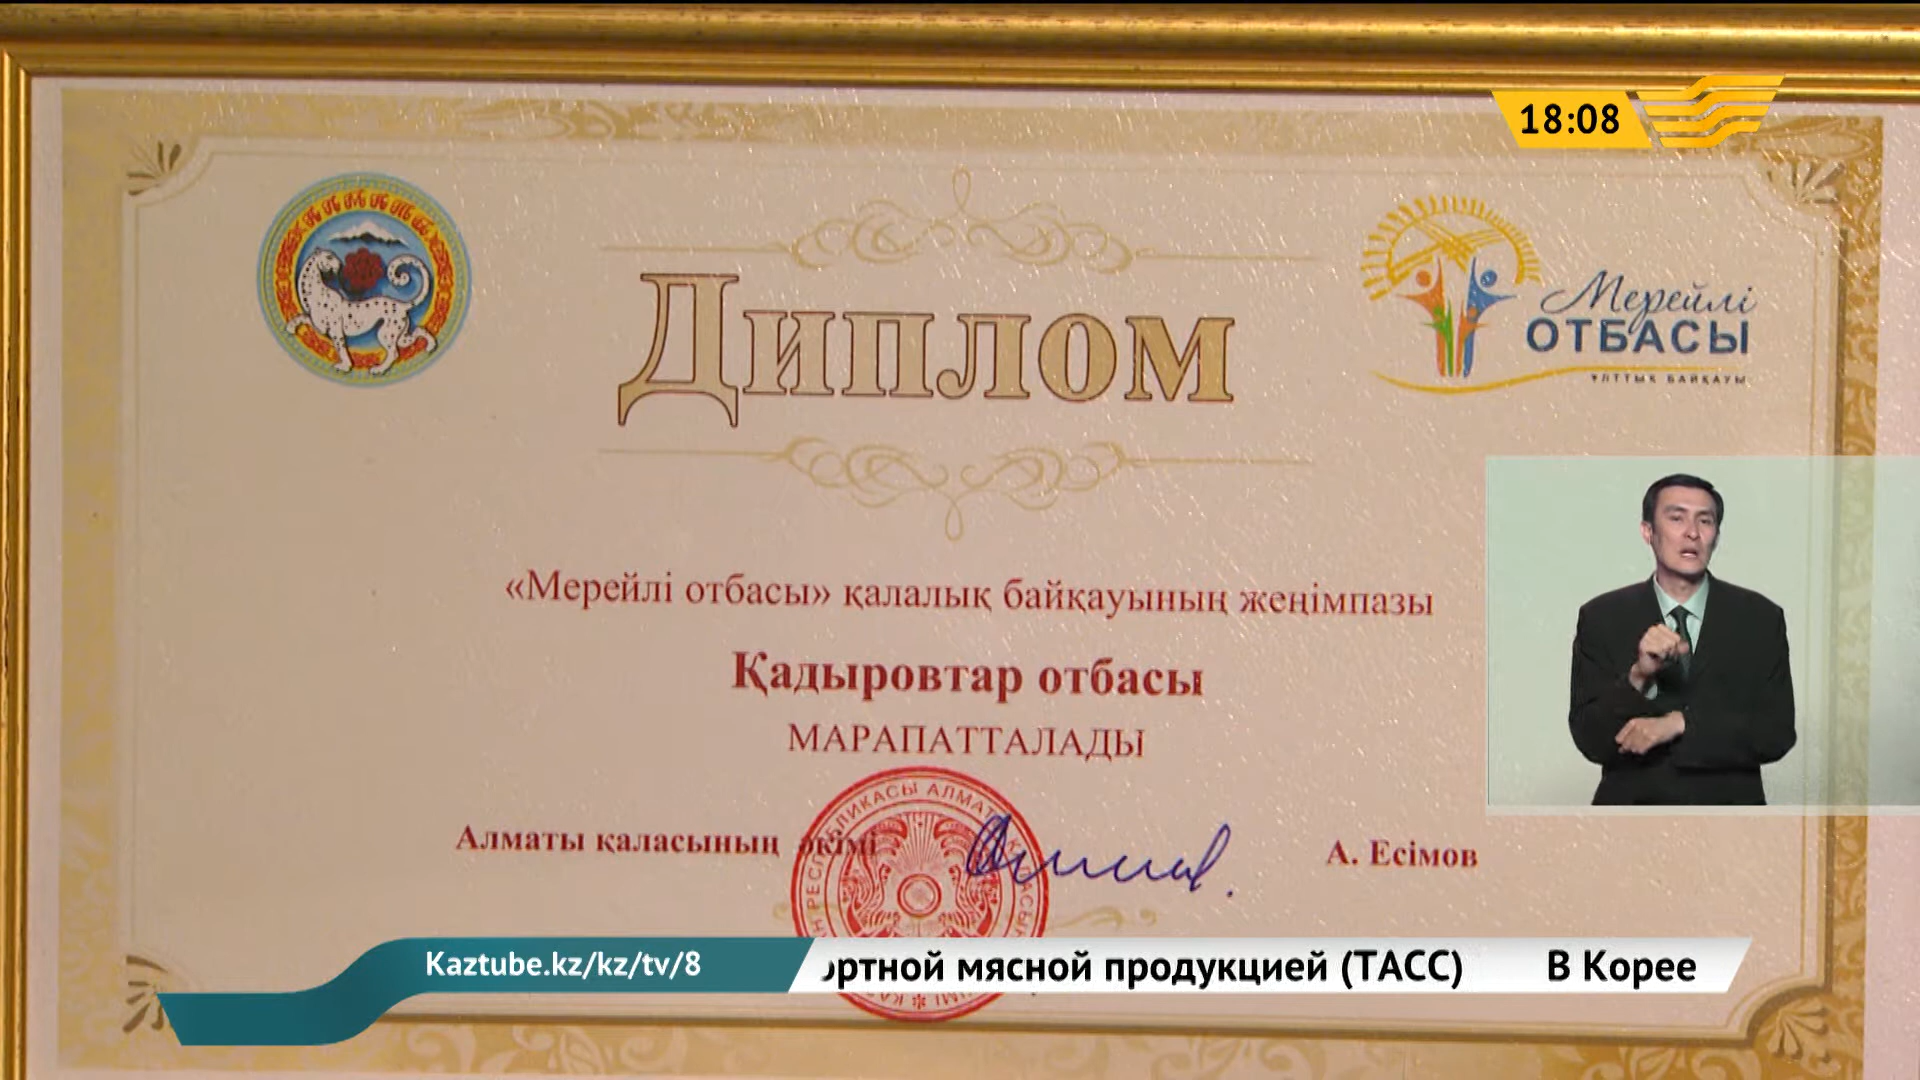 18:08
Диплом
Мерейлі
ОТБАСЫ
ҰЛТТЫҚ БАЙҚАУЫ
«Мерейлі отбасы» қалалық байқауының жеңімпазы
Қадыровтар отбасы
МАРАПАТТАЛАДЫ
Алматы қаласының әкімі
А. Есімов
Kaztube.kz/kz/tv/8
ортной мясной продукцией (ТАСС) В Корее